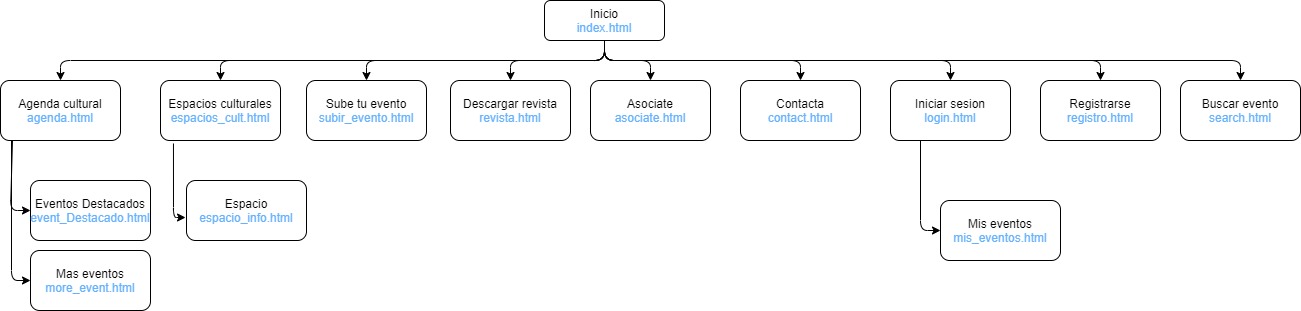 Inicio
index.html
Agenda cultural
agenda.html
Espacios culturales
espacios_cult.html
Sube tu evento
subir_evento.html
Descargar revista
revista.html
Asociate
asociate.html
Contacta
contact.html
Iniciar sesion
login.html
Registrarse
registro.html
Buscar evento
search.html
Eventos Destacados
event_Destacado.html
Espacio
espacio_info.html
Mis eventos
mis_eventos.html
Mas eventos
more_event.html